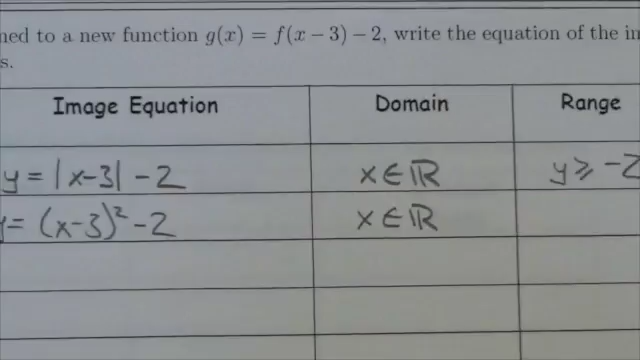 ned to a new function g(x) = f(x − 3) − 2, write the equation of the
s.
Image Equation Domain Range
y = |x-3| - 2 x ∈ ℝ y ≥ -2
y = (x-3)² - 2 x ∈ ℝ